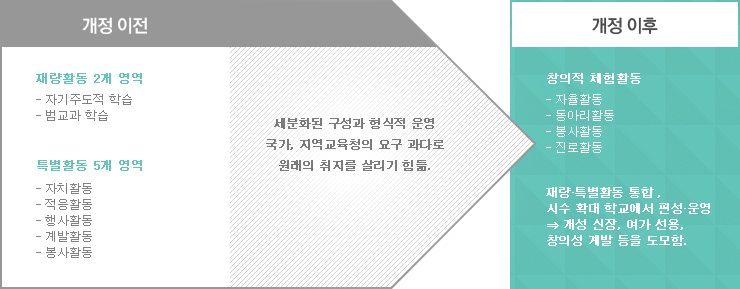 개정 이전
재량활동 2개 영역
- 자기주도적 학습
- 범교과 학습
특별활동 5개 영역
- 자치활동
- 적응활동
- 행사활동
- 계발활동
- 봉사활동
세분화된 구성과 형식적 운영
국가, 지역교육청의 요구 과다로
원래의 취지를 살리기 힘듦.
개정 이후
창의적 체험활동
- 자율활동
- 동아리활동
- 봉사활동
- 진로활동
재량·특별활동 통합 ,
시수 확대 학교에서 편성·운영
⇒ 개성 신장, 여가 선용,
창의성 계발 등을 도모함.